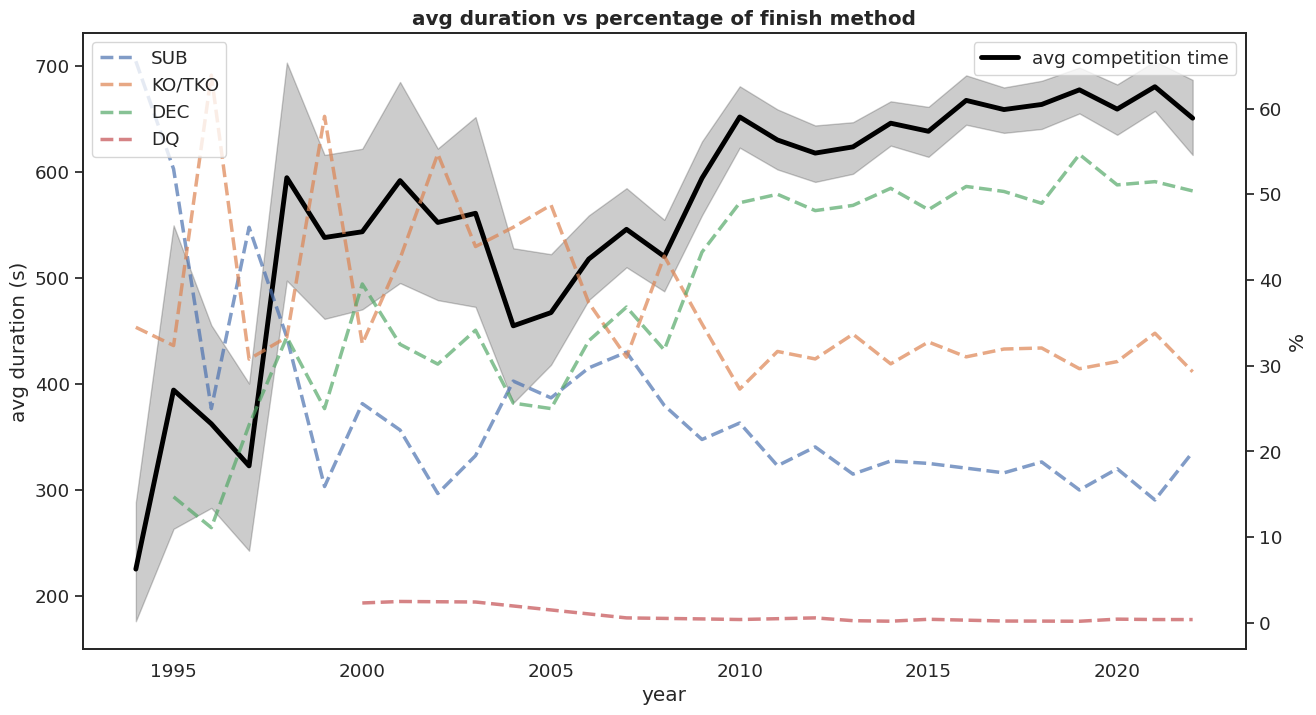 avg duration vs percentage of finish method
SUB
KO/TKO
DEC
DQ
avg competition time
700
600
500
400
300
200
avg duration (s)
60
50
40
30
20
10
0
%
1995
2000
2005
2010
2015
2020
year